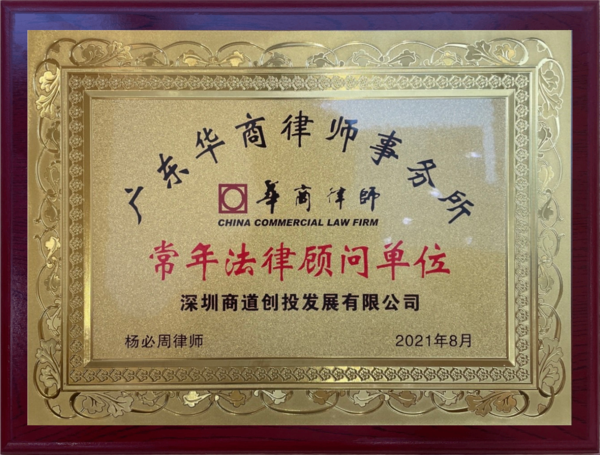 广东华商律师事务所
華商律師
CHINA COMMERCIAL LAW FIRM
常年法律顾问单位
深圳商道创投发展有限公司
杨必周律师 2021年8月